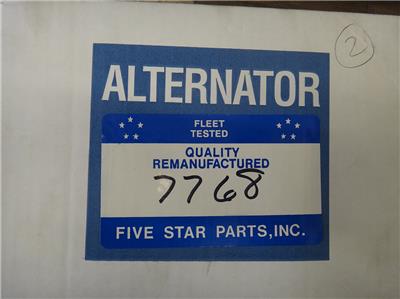 2
ALTERNATOR
FLEET
TESTED
QUALITY
REMANUFACTURED
7768
FIVE STAR PARTS, INC.